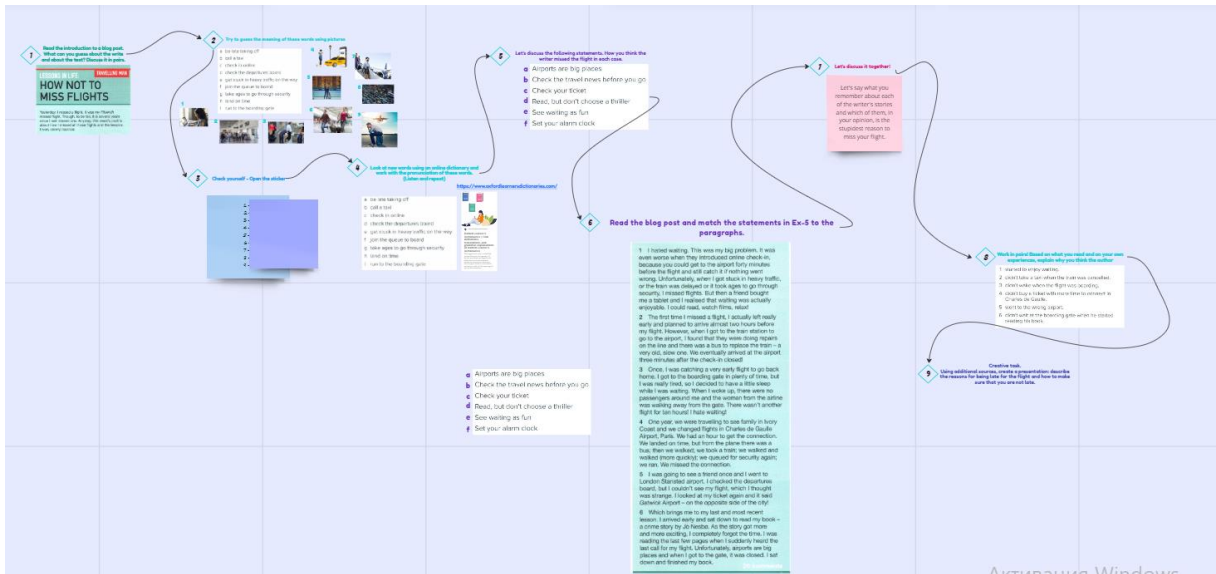 1
Read the introduction to a blog post.
What can you guess about the write
and about the text? Discuss it in pairs.
LESSONS IN LIFE:
TRAVELLING MAN
HOW NOT TO
MISS FLIGHTS
2
Try to guess the meaning of these words using pictures
a be are taking off
b call a taxi
c check in online
d check the departures board
e get stuck in heavy traffic on the way
f join the queue to board
g take ages to go through security
h land on time
i run to the boarding gate
3
Check yourself - Open the sticker
4
Look at new words using an online dictionary and
work with the pronunciation of these words.
(Listen and repeat)
https://www.oxfordlearnersdictionaries.com/
a be are taking off
b call a taxi
c check in online
d check the departures board
e get stuck in heavy traffic on the way
f join the queue to board
g take ages to go through security
h land on time
i run to the boarding gate
5
Let's discuss the following statements. How you think the
writer missed the flight in each case.
a Airports are big places
b Check the travel news before you go
c Check your ticket
d Read, but don't choose a thriller
e See waiting as fun
f Set your alarm clock
a Airports are big places
b Check the travel news before you go
c Check your ticket
d Read, but don't choose a thriller
e See waiting as fun
f Set your alarm clock
6
Read the blog post and match the statements in Ex-5 to the
paragraphs.
1 I hated waiting. This was my big problem. It was
even worse when they introduced online check-in,
because you could get to the airport forty minutes
before the flight and still catch it if nothing went
wrong. Unfortunately, when I got stuck in heavy traffic,
or the train was delayed or it took ages to go through
security, I missed flights. But then a friend bought
me a tablet and I realised that waiting was actually
enjoyable. I could read, watch films, relax!
2 The first time I missed a flight, I actually left really
early and planned to arrive almost two hours before
my flight. However, when I got to the train station to
go to the airport, I found that they were doing repairs
on the line and there was a bus to replace the train – a
very old, slow one. We eventually arrived at the airport
three minutes after the check-in closed!
3 Once, I was catching a very early flight to go back
home. I got to the boarding gate in plenty of time, but
I was really tired, so I decided to have a little sleep
while I was waiting. When I woke up, there were no
passengers around me and the woman from the airline
was walking away from the gate. There wasn't another
flight for ten hours! I hate waiting!
4 One year, we were travelling to see family in Ivory
Coast and we changed flights in Charles de Gaulle
Airport, Paris. We had an hour to get the connection.
We landed on time, but from the plane there was a
bus; then we walked; we took a train; we walked and
walked (more quickly); we queued for security again;
we ran. We missed the connection.
5 I was going to see a friend once and I went to
London Stansted airport. I checked the departures
board, but I couldn't see my flight, which I thought
was strange. I looked at my ticket again and it said
Gatwick Airport – on the opposite side of the city!
6 Which brings me to my last and most recent
lesson. I arrived early and sat down to read my book –
a crime story by Jo Nesbø. As the story got more
and more exciting, I completely forgot the time. I was
reading the last few pages when I suddenly heard the
last call for my flight. Unfortunately, airports are big
places and when I got to the gate, it was closed. I sat
down and finished my book.
7
Let's discuss it together!
Let's say what you
remember about each
of the writer's stories
and which of them, in
your opinion, is the
stupidest reason to
miss your flight.
8
Work in pairs! Based on what you read and on your own
experiences, explain why you think the author
1 started to enjoy waiting.
2 didn't take a taxi when the train was cancelled.
3 didn't wake when the flight was boarding.
4 didn't buy a ticket with more time to connect in
Charles de Gaulle.
5 went to the wrong airport.
6 didn't wait at the boarding gate when he started
reading his book.
9
Creative task.
Using additional sources, create a presentation: describe
the reasons for being late for the flight and how to make
sure that you are not late.
Активация Windows